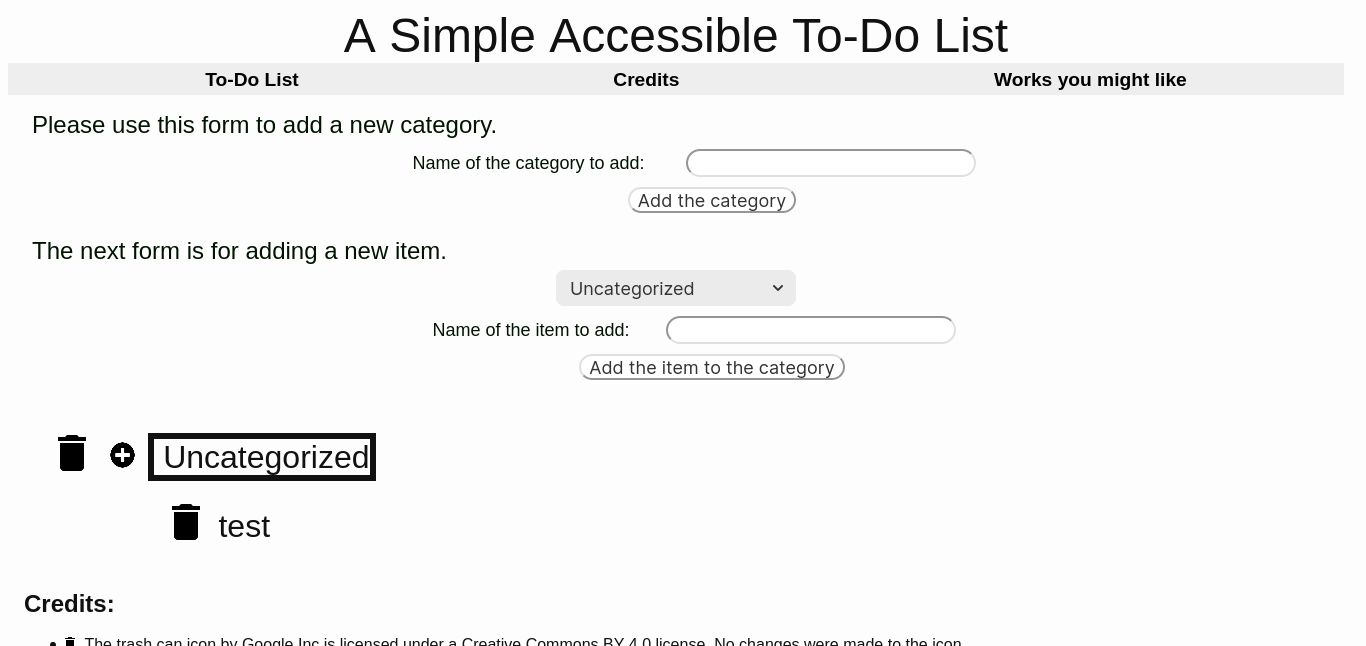 A Simple Accessible To-Do List
To-Do List Credits Works you might like
Please use this form to add a new category.
Name of the category to add:
Add the category
The next form is for adding a new item.
Uncategorized
Name of the item to add:
Add the item to the category
Uncategorized
test
Credits:
The trash can icon by Google Inc is licensed under a Creative Commons BY 4.0 license. No changes were made to the icon.